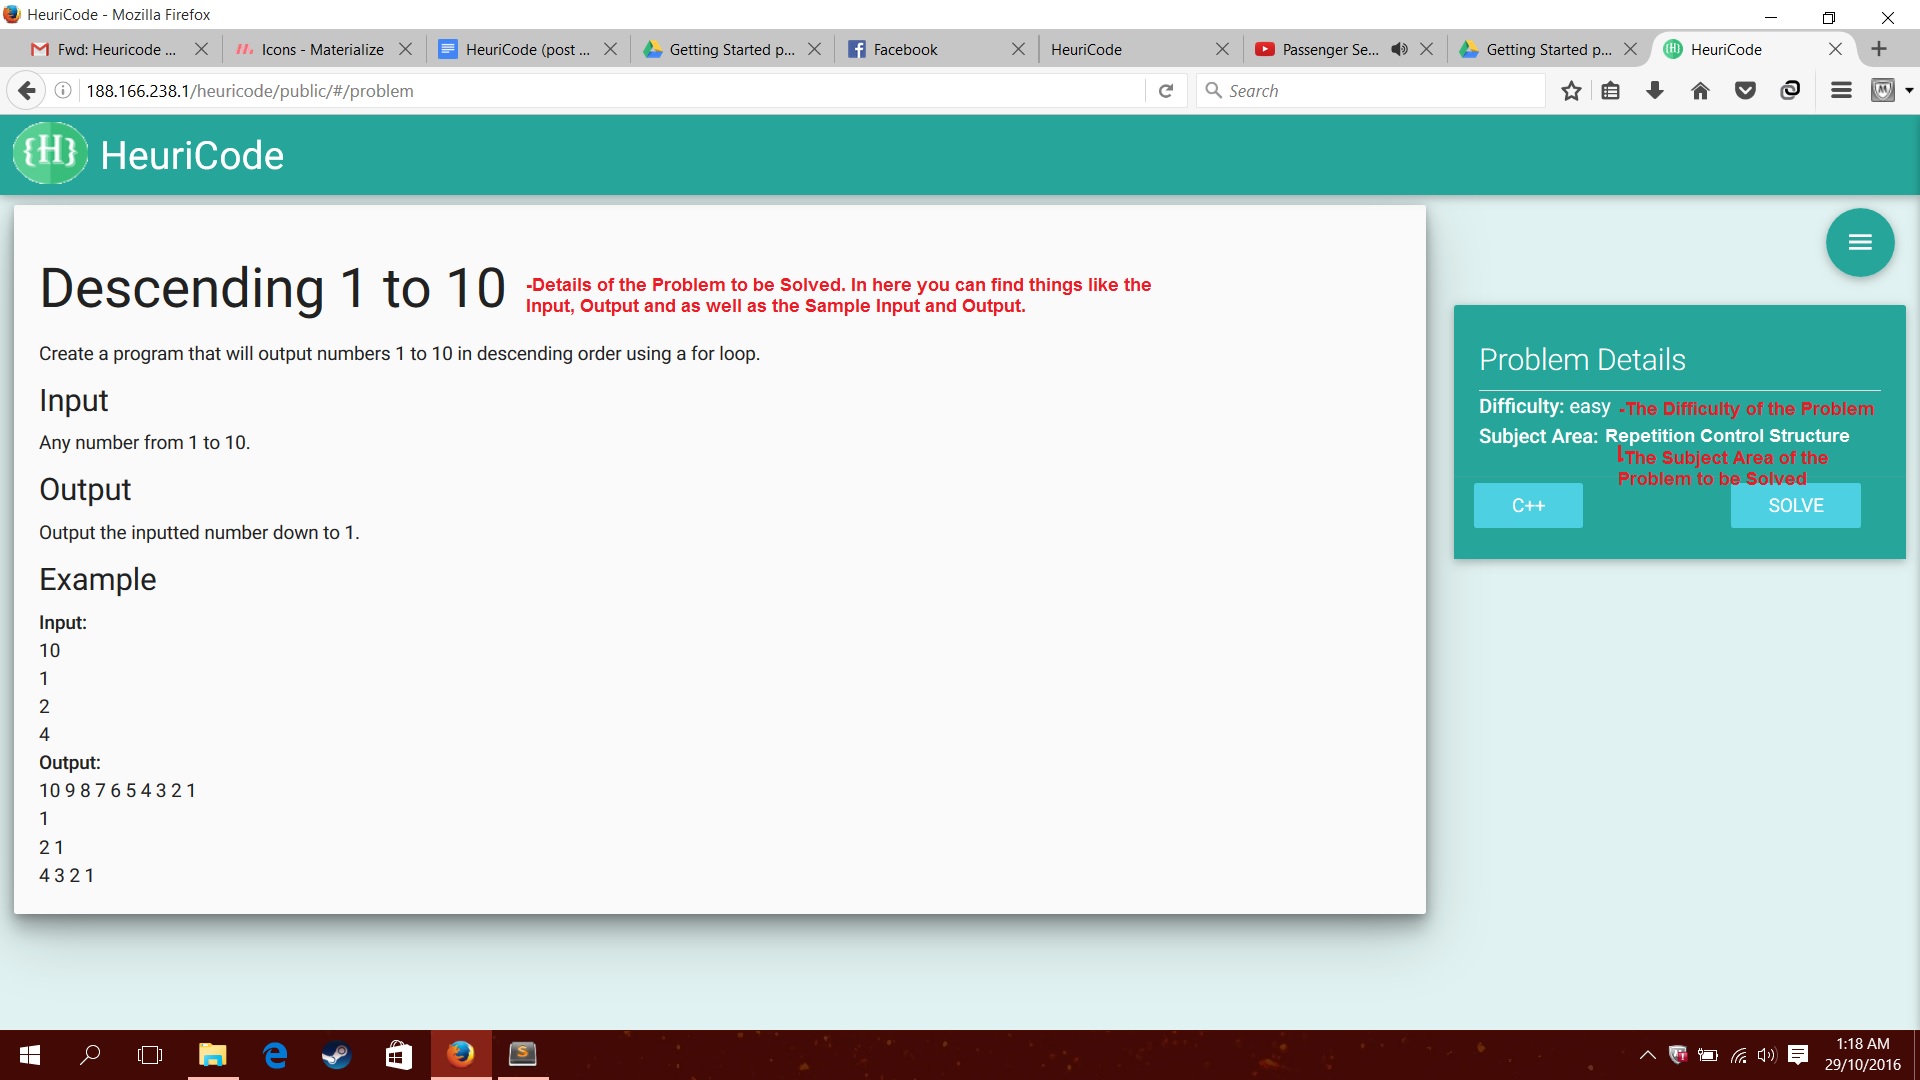 HeuriCode - Mozilla Firefox
Fwd: Heuricode ...
Icons - Materialize
HeuriCode (post ...
Getting Started p...
Facebook
HeuriCode
Passenger Se...
Getting Started p...
HeuriCode
188.166.238.1/heuricode/public/#/problem
Search
{H} HeuriCode
Descending 1 to 10
-Details of the Problem to be Solved. In here you can find things like the
Input, Output and as well as the Sample Input and Output.
Create a program that will output numbers 1 to 10 in descending order using a for loop.
Input
Any number from 1 to 10.
Output
Output the inputted number down to 1.
Example
Input:
10
1
2
4
Output:
10 9 8 7 6 5 4 3 2 1
1
2 1
4 3 2 1
Problem Details
Difficulty: easy -The Difficulty of the Problem
Subject Area: Repetition Control Structure
-The Subject Area of the
Problem to be Solved
C++
SOLVE
1:18 AM
29/10/2016